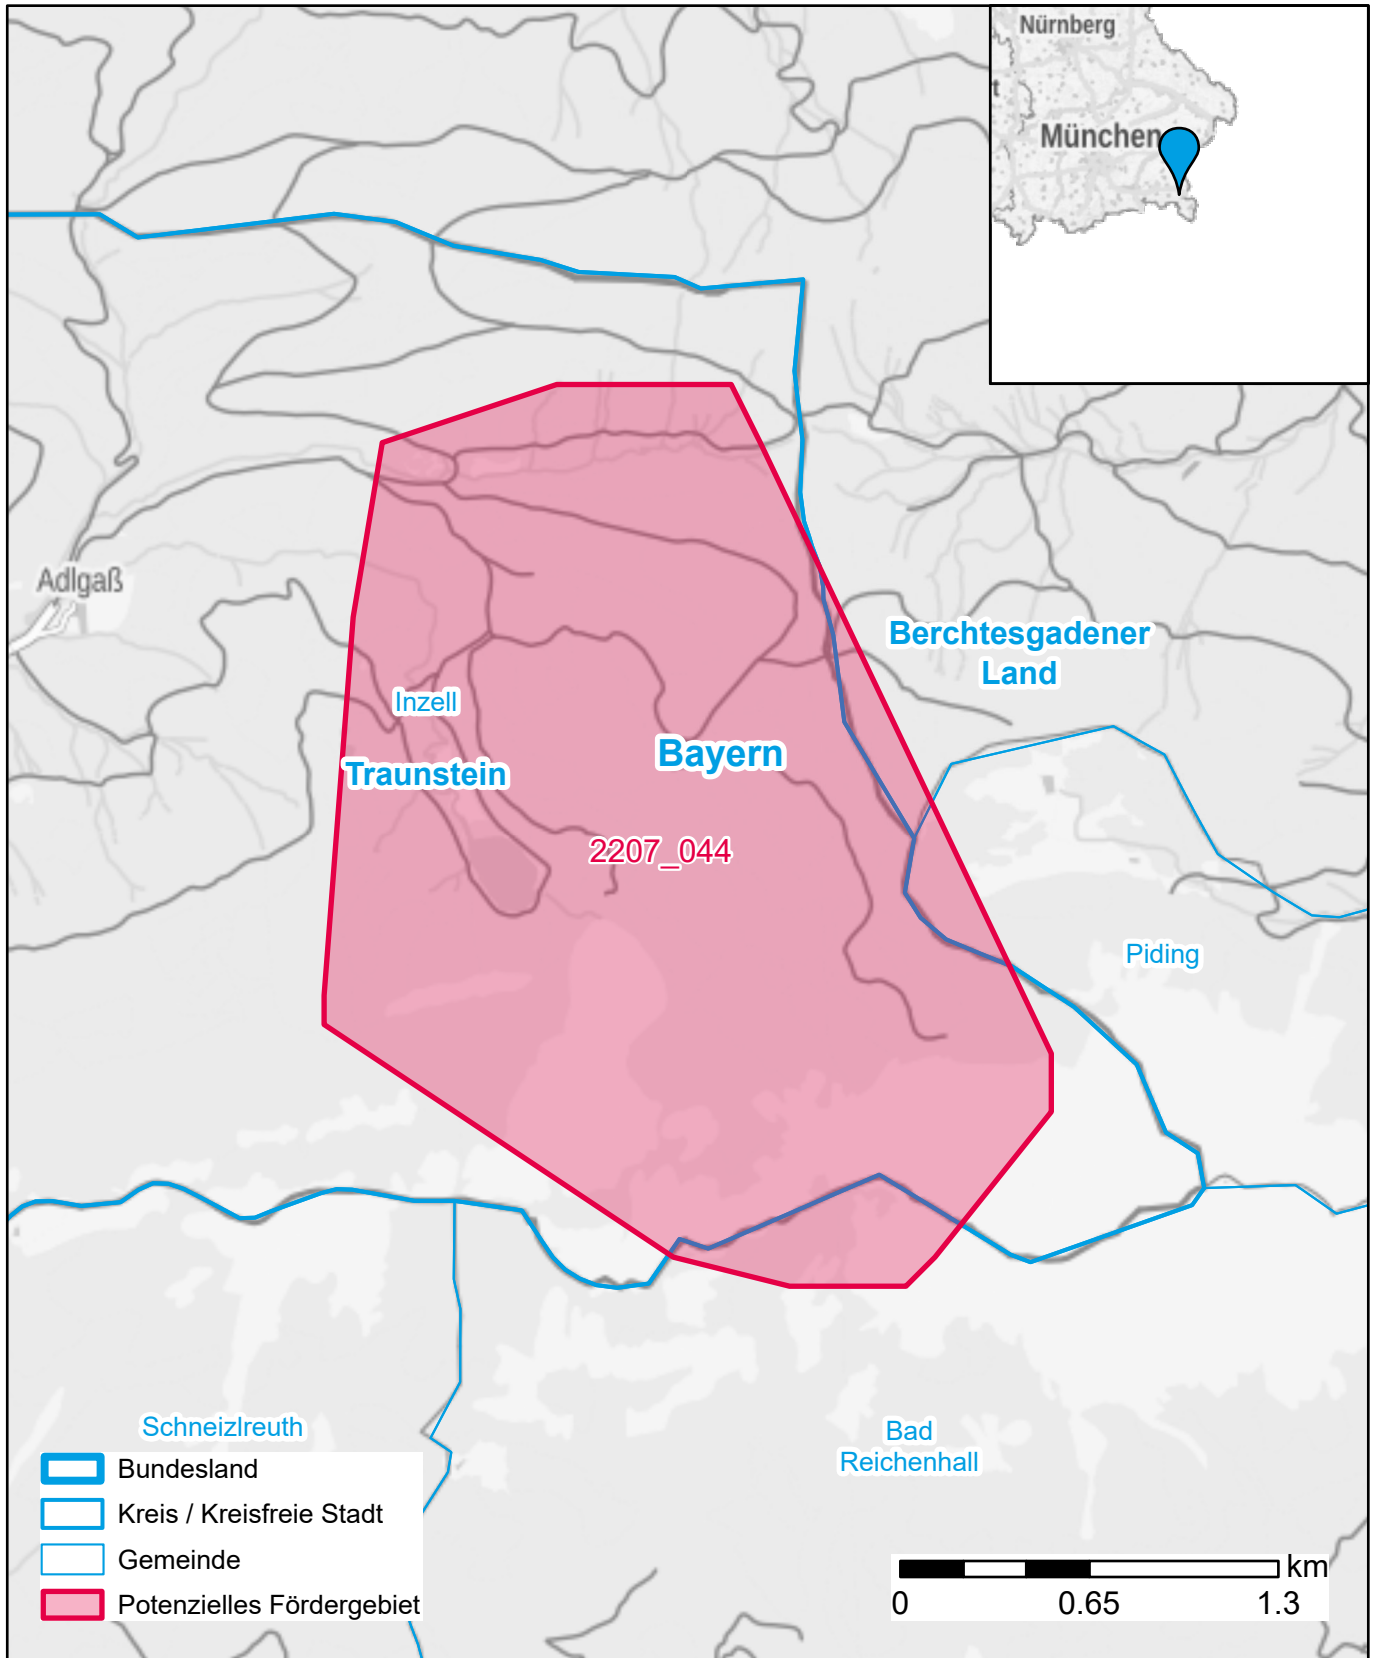 Nürnberg
t
München
Adlgaß
Berchtesgadener
Land
Inzell
Bayern
Traunstein
2207_044
Piding
Schneizlreuth
Bad
Reichenhall
Bundesland
Kreis / Kreisfreie Stadt
Gemeinde
Potenzielles Fördergebiet
km
0 0.65 1.3